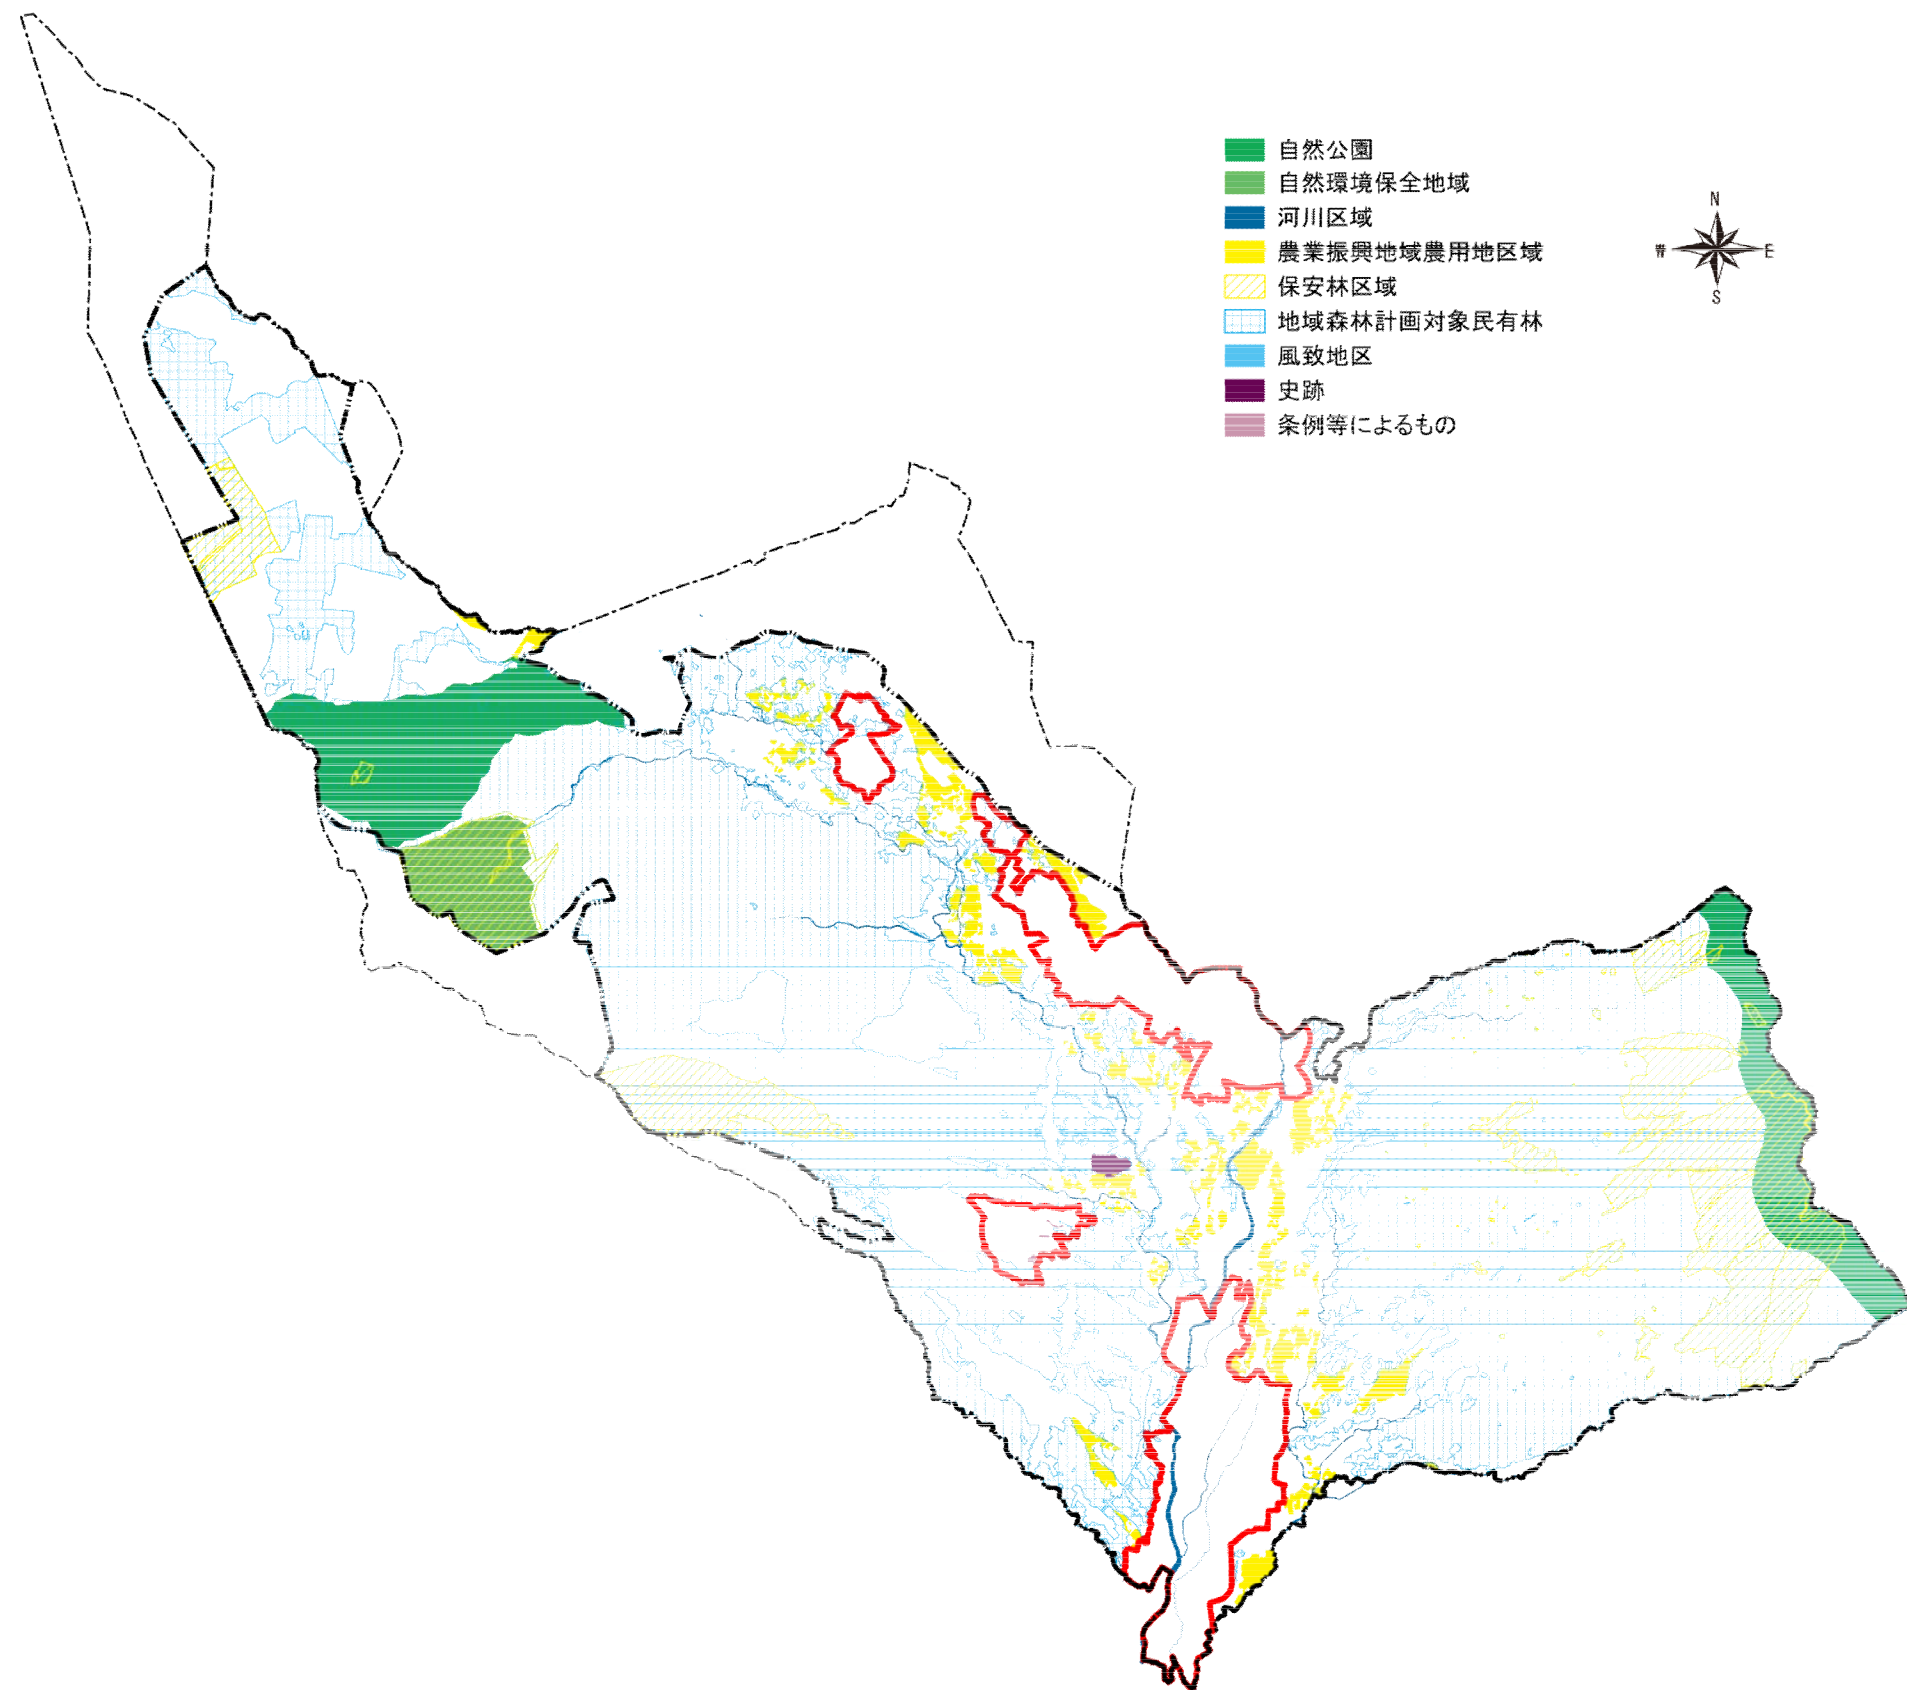 自然公園
自然環境保全地域
河川区域
農業振興地域農用地区域
保安林区域
地域森林計画対象民有林
風致地区
史跡
条例等によるもの
N
W E
S